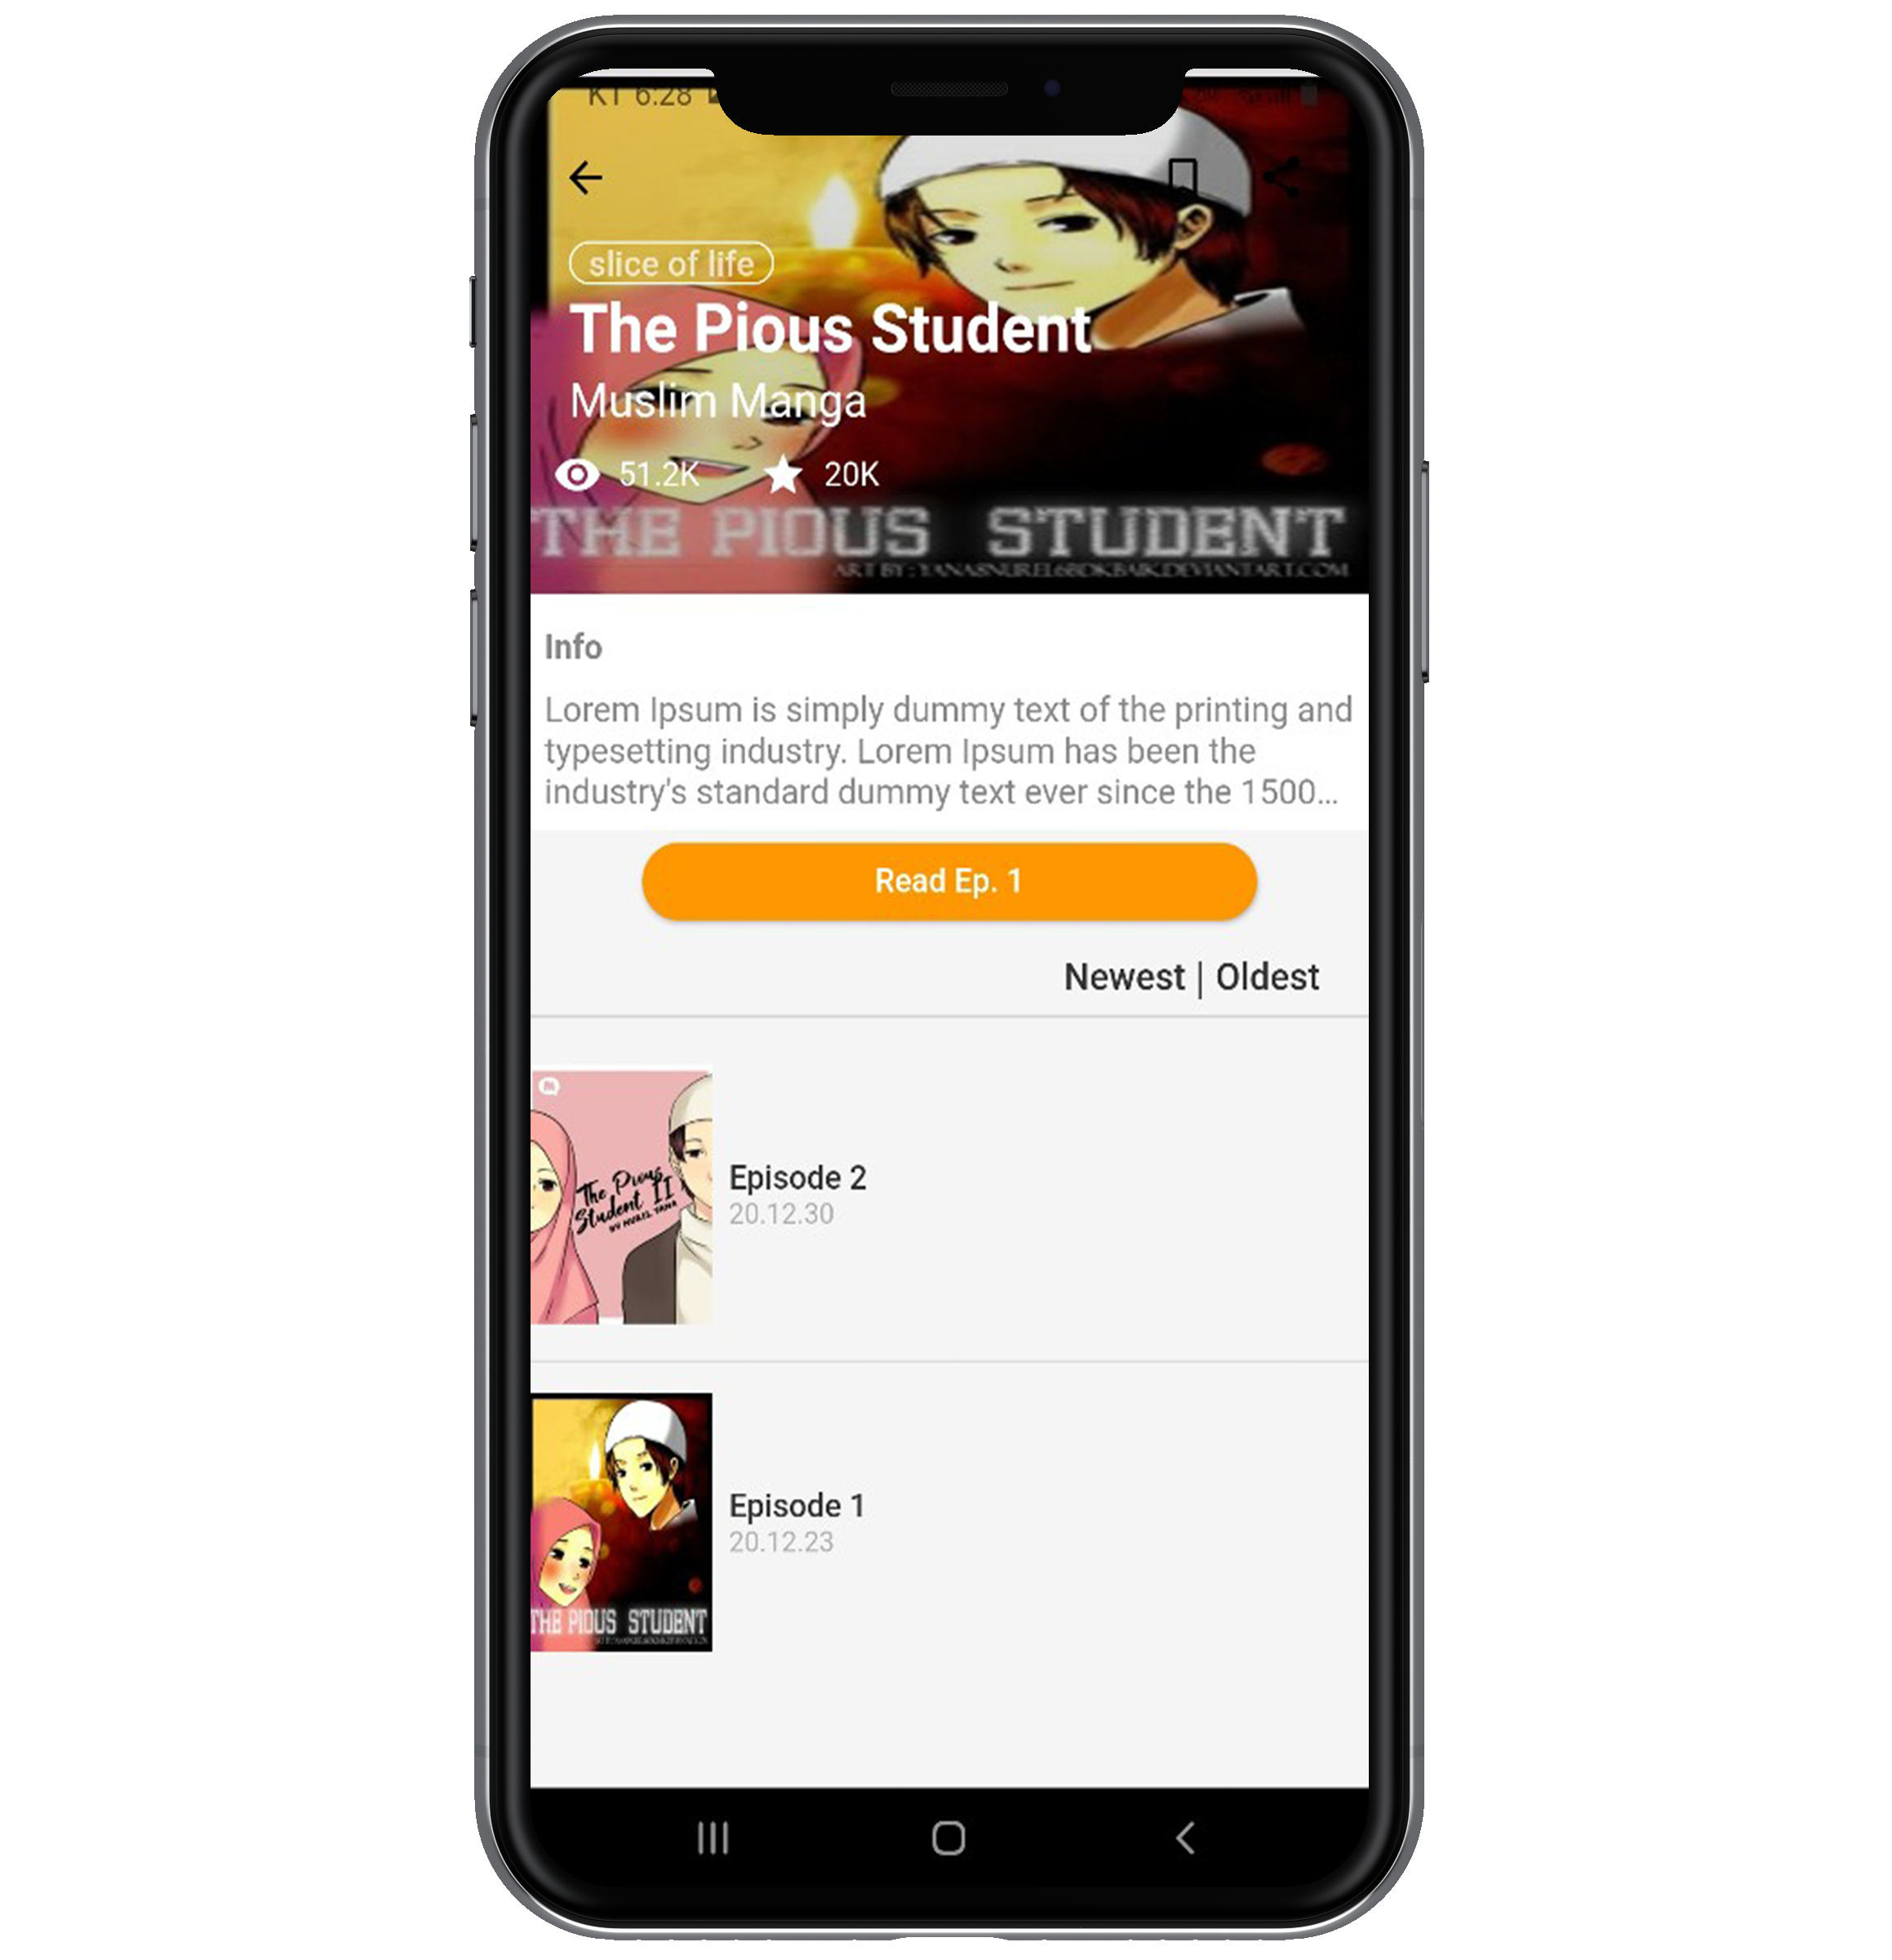 KT 6:28
slice of life
The Pious Student
Muslim Manga
51.2K 20K
THE PIOUS STUDENT
ART BY :
Info
Lorem Ipsum is simply dummy text of the printing and
typesetting industry. Lorem Ipsum has been the
industry's standard dummy text ever since the 1500...
Read Ep. 1
Newest | Oldest
The Pious
Student II
BY NUREL YANA
Episode 2
20.12.30
THE PIOUS STUDENT
Episode 1
20.12.23